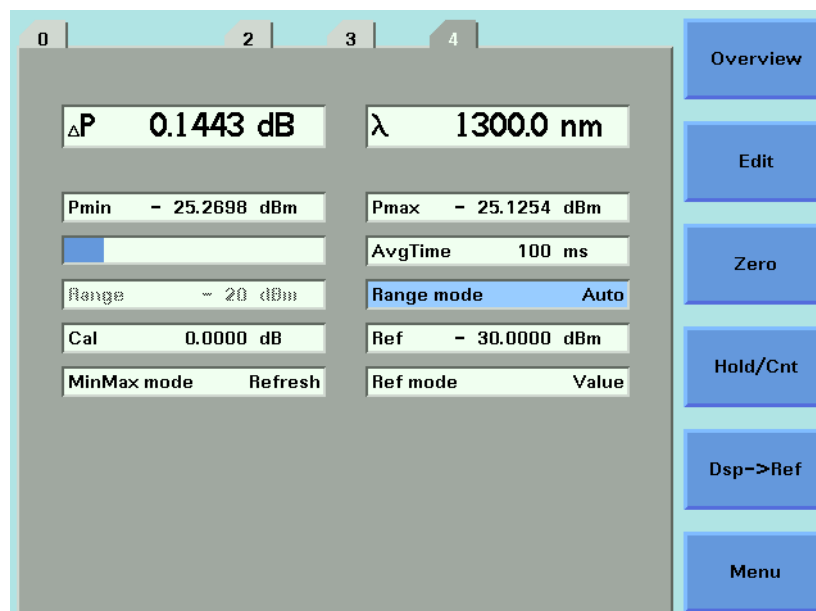 0 2 3 4
Overview
△P 0.1443 dB
λ 1300.0 nm
Edit
Pmin - 25.2698 dBm
Pmax - 25.1254 dBm
AvgTime 100 ms
Zero
Range - 20 dBm
Range mode Auto
Cal 0.0000 dB
Ref - 30.0000 dBm
Hold/Cnt
MinMax mode Refresh
Ref mode Value
Dsp->Ref
Menu